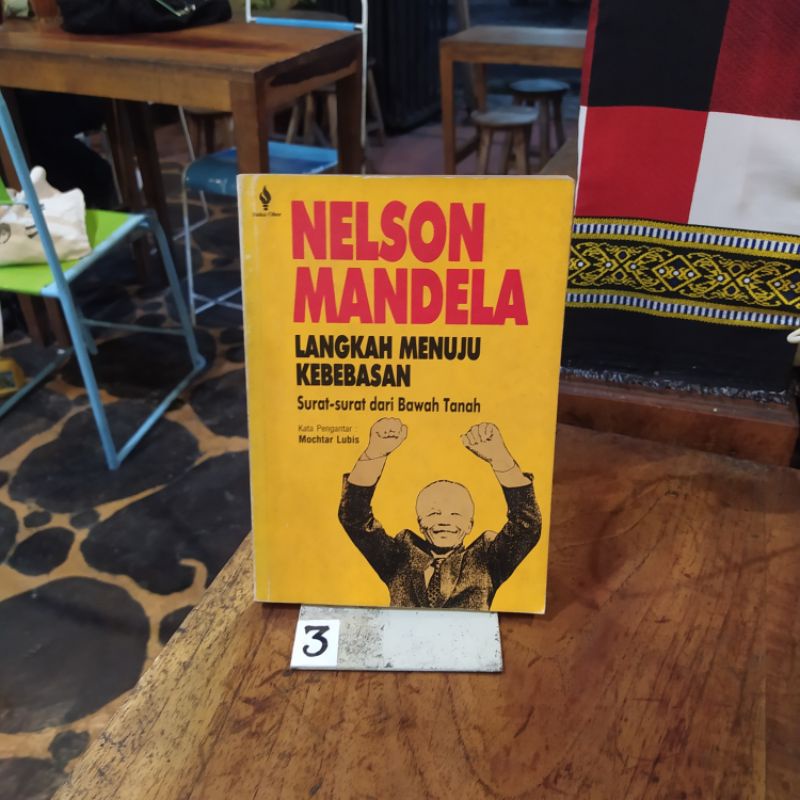 NELSON
MANDELA
LANGKAH MENUJU
KEBEBASAN
Surat-surat dari Bawah Tanah
Kata Pengantar :
Mochtar Lubis
3